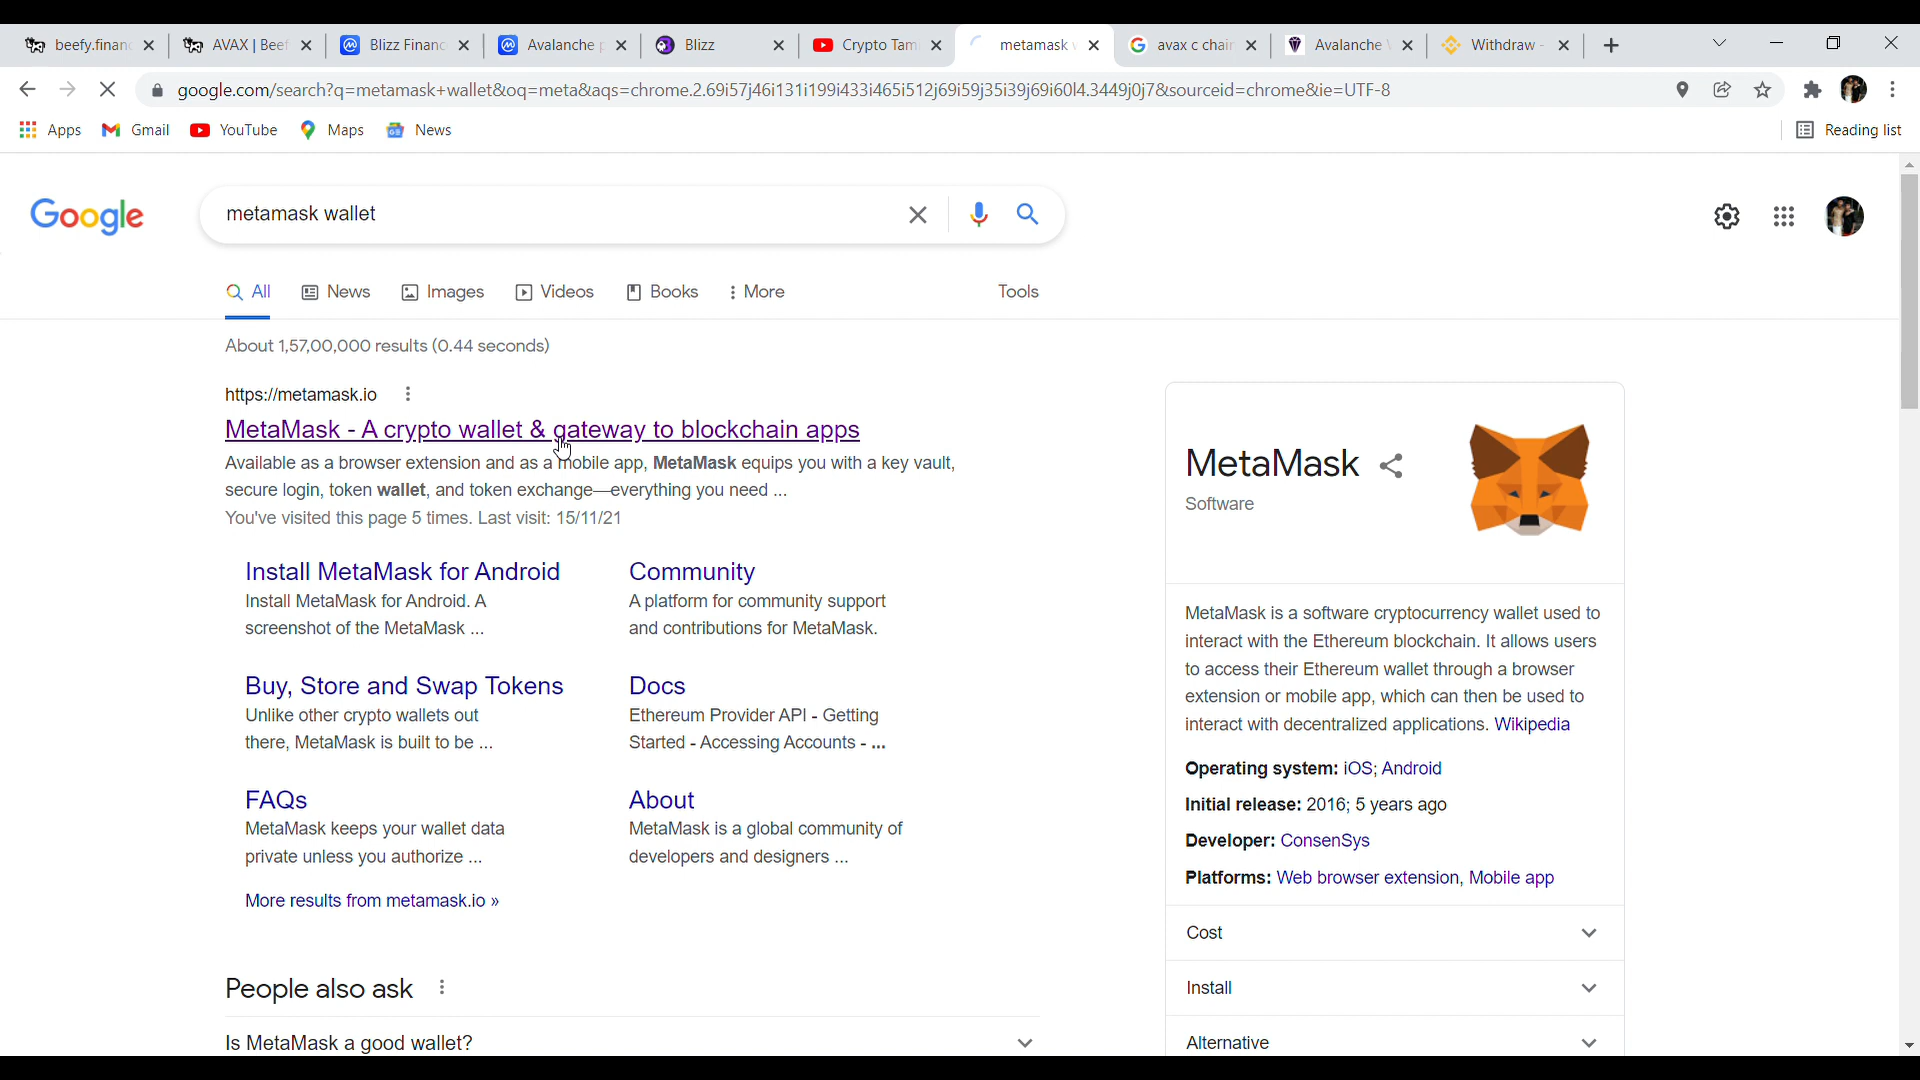 beefy.finan
AVAX | Beef
Blizz Financ
Avalanche p
Blizz
Crypto Tam
metamask w
avax c chain
Avalanche
Withdraw -
google.com/search?q=metamask+wallet&oq=meta&aqs=chrome.2.69i57j46i131i199i433i465i512j69i59j35i39j69i60l4.3449j0j7&sourceid=chrome&ie=UTF-8
Apps
Gmail
YouTube
Maps
News
Reading list
Google
metamask wallet
All
News
Images
Videos
Books
More
Tools
About 1,57,00,000 results (0.44 seconds)
https://metamask.io
MetaMask - A crypto wallet & gateway to blockchain apps
Available as a browser extension and as a mobile app, MetaMask equips you with a key vault,
secure login, token wallet, and token exchange—everything you need ...
You've visited this page 5 times. Last visit: 15/11/21
Install MetaMask for Android
Install MetaMask for Android. A
screenshot of the MetaMask ...
Community
A platform for community support
and contributions for MetaMask.
Buy, Store and Swap Tokens
Unlike other crypto wallets out
there, MetaMask is built to be ...
Docs
Ethereum Provider API - Getting
Started - Accessing Accounts - ...
FAQs
MetaMask keeps your wallet data
private unless you authorize ...
About
MetaMask is a global community of
developers and designers ...
More results from metamask.io »
People also ask
Is MetaMask a good wallet?
MetaMask
Software
MetaMask is a software cryptocurrency wallet used to
interact with the Ethereum blockchain. It allows users
to access their Ethereum wallet through a browser
extension or mobile app, which can then be used to
interact with decentralized applications. Wikipedia
Operating system: iOS; Android
Initial release: 2016; 5 years ago
Developer: ConsenSys
Platforms: Web browser extension, Mobile app
Cost
Install
Alternative